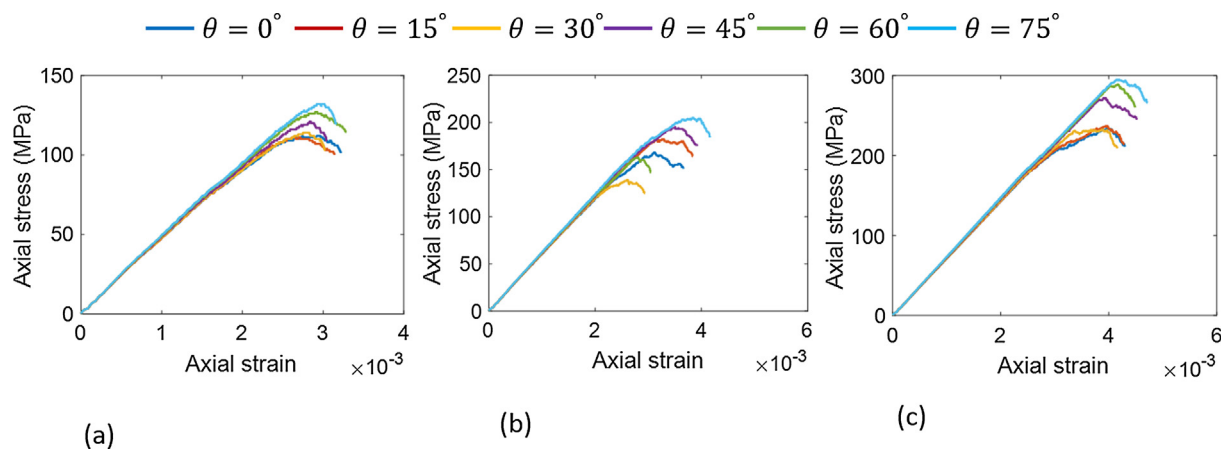 θ = 0° θ = 15° θ = 30° θ = 45° θ = 60° θ = 75°
Axial stress (MPa)
150
100
50
0
0 1 2 3 4
Axial strain ×10⁻³
(a)
Axial stress (MPa)
250
200
150
100
50
0
0 2 4 6
Axial strain ×10⁻³
(b)
Axial stress (MPa)
300
200
100
0
0 2 4 6
Axial strain ×10⁻³
(c)